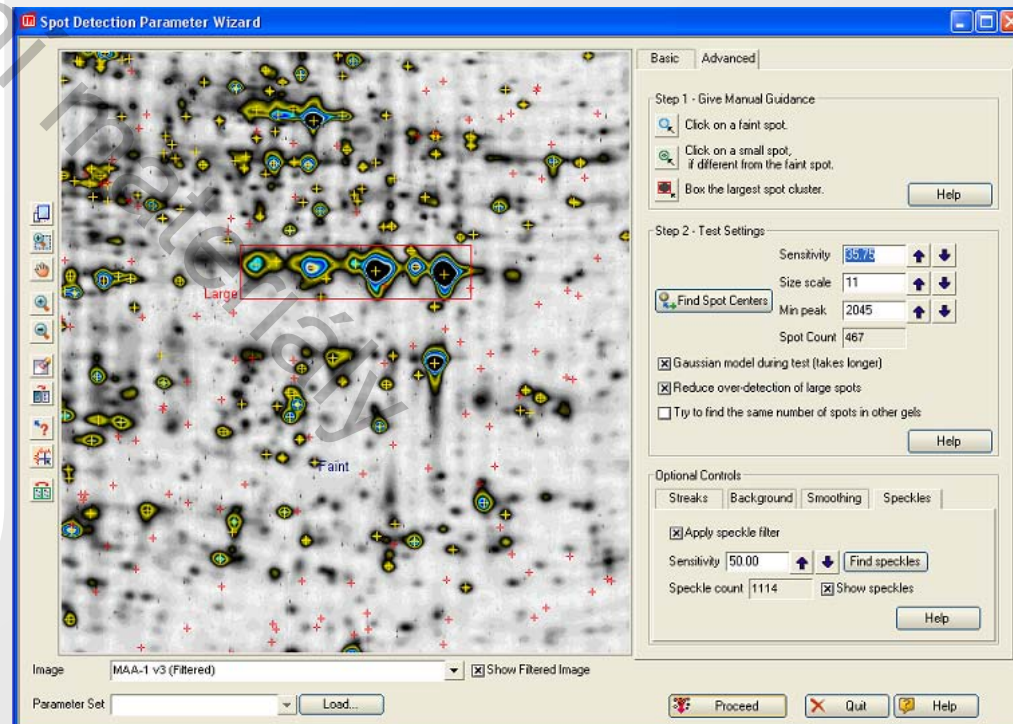 Spot Detection Parameter Wizard
Basic Advanced
Step 1 - Give Manual Guidance
Click on a faint spot.
Click on a small spot,
if different from the faint spot.
Box the largest spot cluster.
Help
Step 2 - Test Settings
Sensitivity 35.75
Size scale 11
Find Spot Centers
Min peak 2045
Spot Count 467
Gaussian model during test (takes longer)
Reduce over-detection of large spots
Try to find the same number of spots in other gels
Help
Optional Controls
Streaks Background Smoothing Speckles
Apply speckle filter
Sensitivity 50.00 Find speckles
Speckle count 1114 Show speckles
Help
Large
Faint
Image MAA-1 v3 (Filtered) Show Filtered Image
Parameter Set Load... Proceed Quit Help
materiály